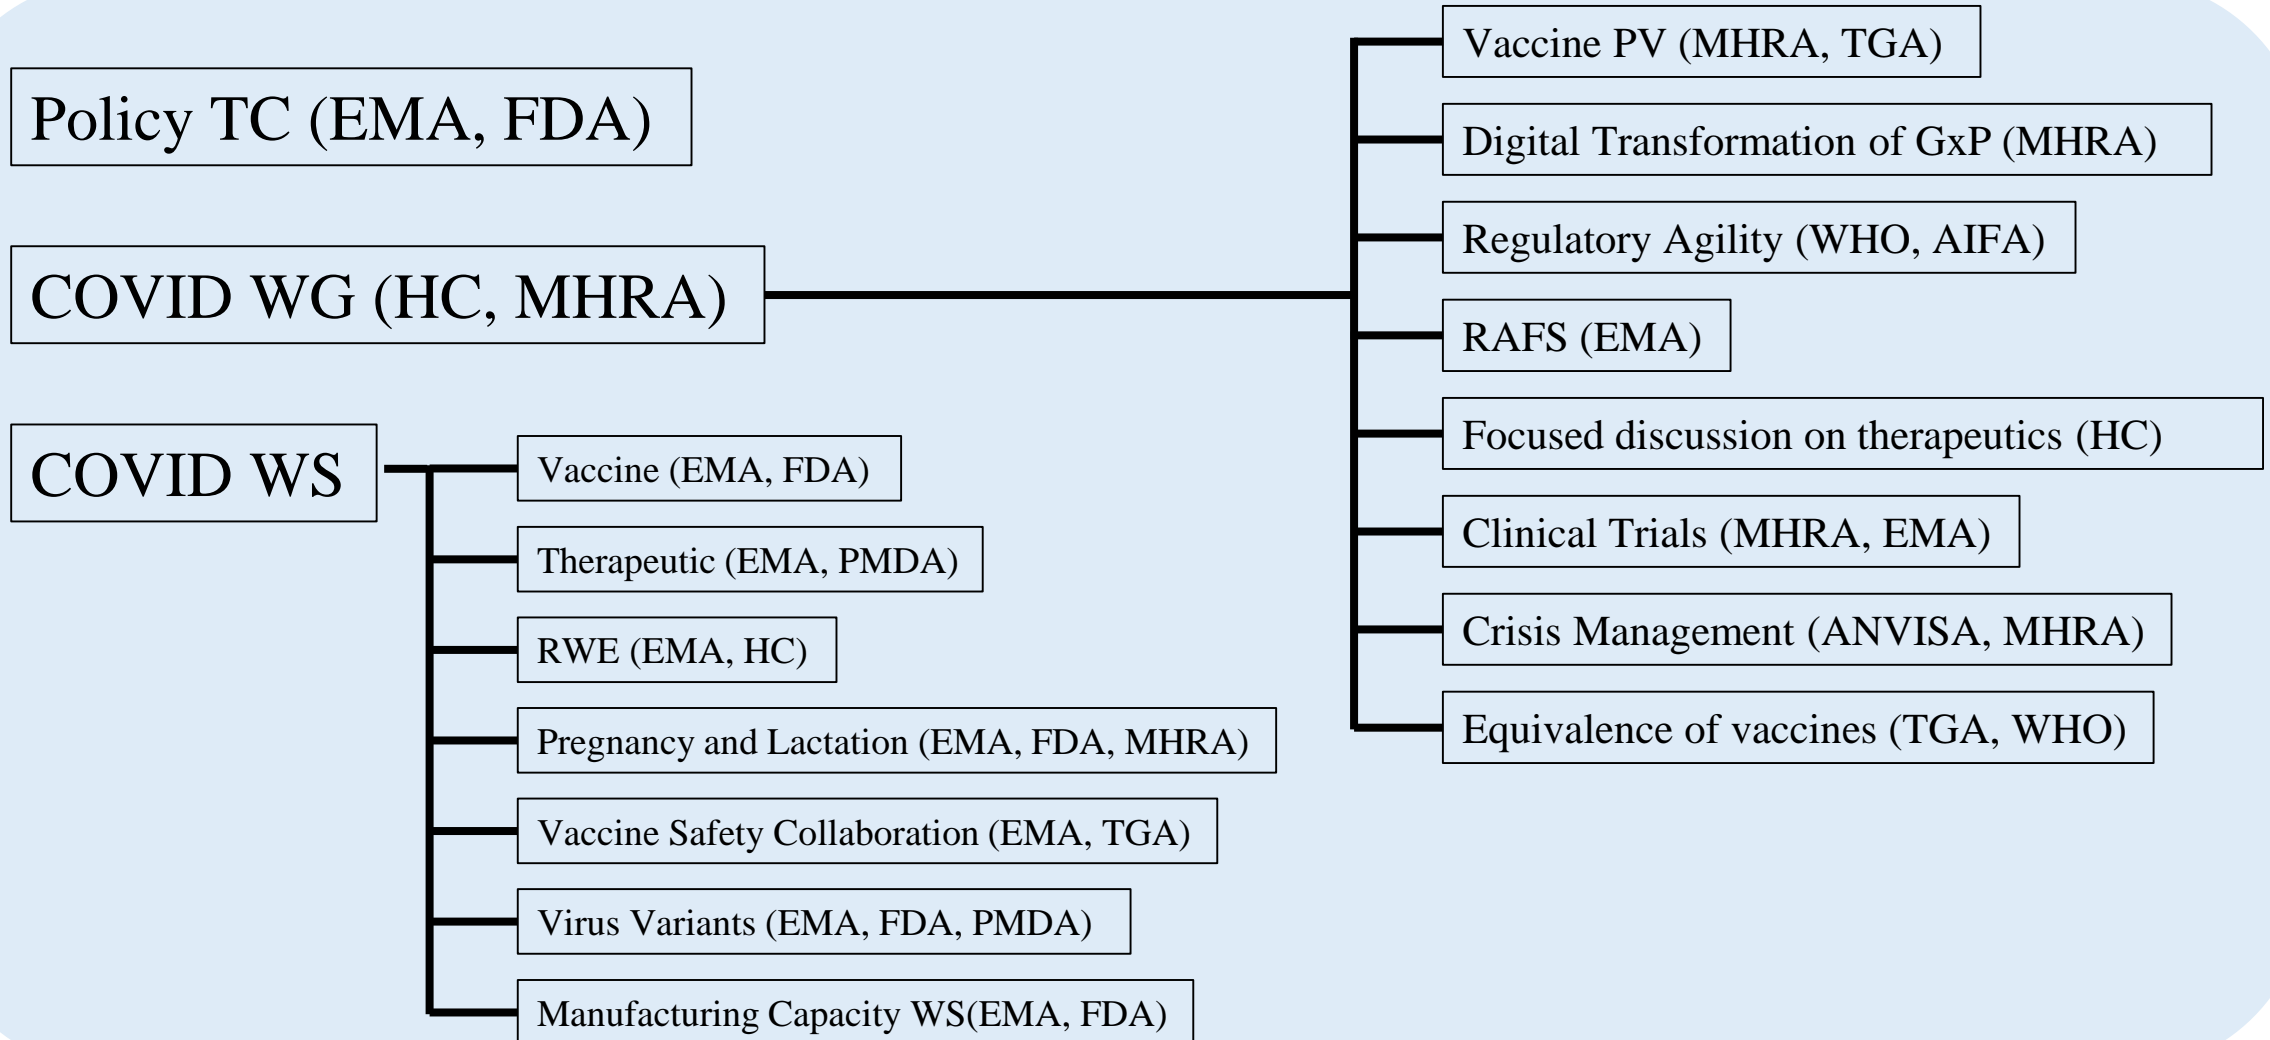 Policy TC (EMA, FDA)
COVID WG (HC, MHRA)
Vaccine PV (MHRA, TGA)
Digital Transformation of GxP (MHRA)
Regulatory Agility (WHO, AIFA)
RAFS (EMA)
Focused discussion on therapeutics (HC)
Clinical Trials (MHRA, EMA)
Crisis Management (ANVISA, MHRA)
Equivalence of vaccines (TGA, WHO)
COVID WS
Vaccine (EMA, FDA)
Therapeutic (EMA, PMDA)
RWE (EMA, HC)
Pregnancy and Lactation (EMA, FDA, MHRA)
Vaccine Safety Collaboration (EMA, TGA)
Virus Variants (EMA, FDA, PMDA)
Manufacturing Capacity WS(EMA, FDA)